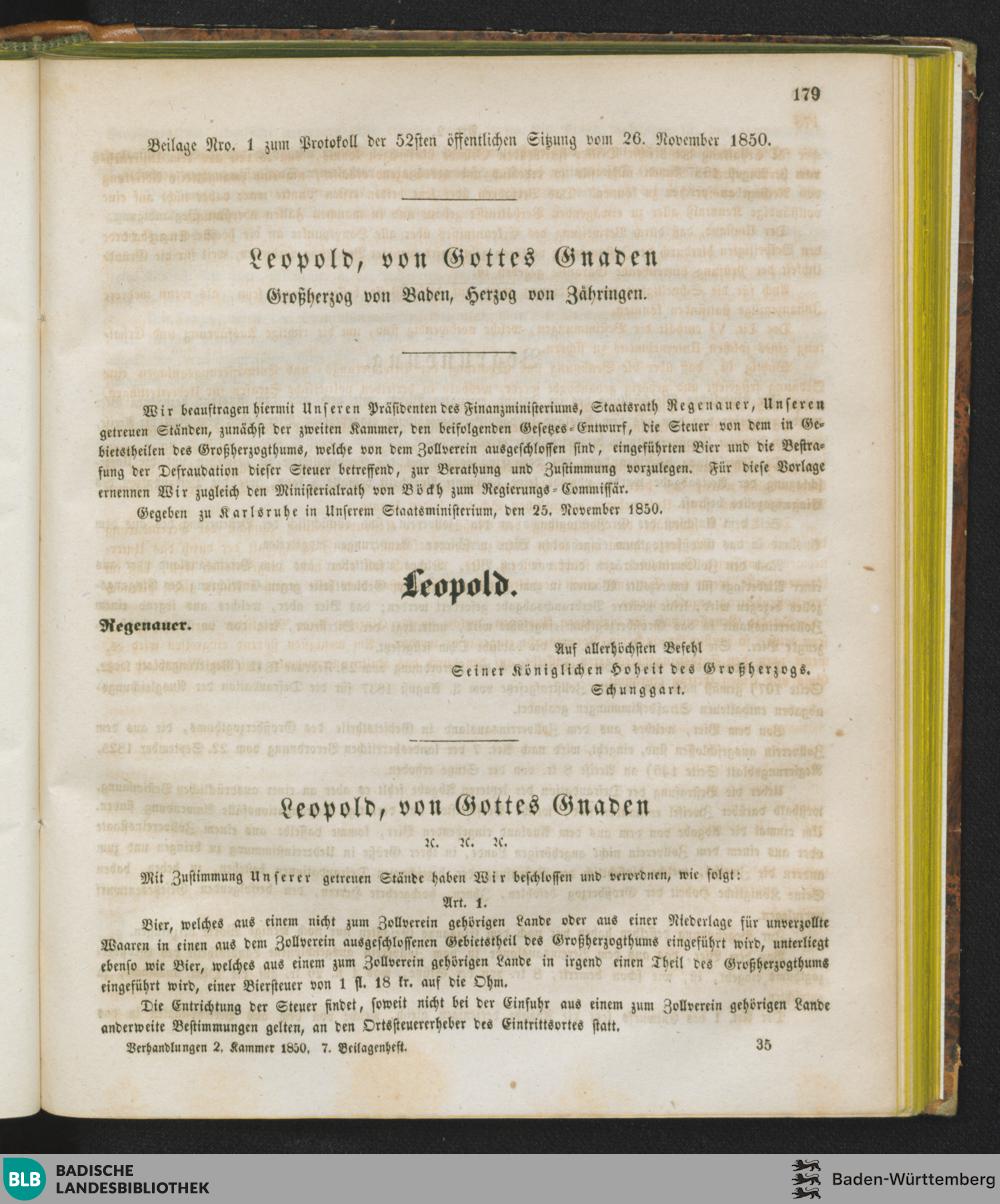 179
Beilage Nro. 1 zum Protokoll der 52sten öffentlichen Sitzung vom 26. November 1850.
Leopold, von Gottes Gnaden
Großherzog von Baden, Herzog von Zähringen.
Wir beauftragen hiermit Unseren Präsidenten des Finanzministeriums, Staatsrath Regenauer, Unseren
getreuen Ständen, zunächst der zweiten Kammer, den beifolgenden Gesetzes-Entwurf, die Steuer von dem in Ge-
bietstheilen des Großherzogthums, welche von dem Zollverein ausgeschlossen sind, eingeführten Bier und die Bestra-
fung der Defraudation dieser Steuer betreffend, zur Berathung und Zustimmung vorzulegen. Für diese Vorlage
ernennen Wir zugleich den Ministerialrath von Böckh zum Regierungs-Commissär.
Gegeben zu Karlsruhe in Unserem Staatsministerium, den 25. November 1850.
Leopold.
Regenauer.
Auf allerhöchsten Befehl
Seiner Königlichen Hoheit des Großherzogs.
Schunggart.
Leopold, von Gottes Gnaden
ꝛc. ꝛc. ꝛc.
Mit Zustimmung Unserer getreuen Stände haben Wir beschlossen und verordnen, wie folgt:
Art. 1.
Bier, welches aus einem nicht zum Zollverein gehörigen Lande oder aus einer Niederlage für unverzollte
Waaren in einen aus dem Zollverein ausgeschlossenen Gebietstheil des Großherzogthums eingeführt wird, unterliegt
ebenso wie Bier, welches aus einem zum Zollverein gehörigen Lande in irgend einen Theil des Großherzogthums
eingeführt wird, einer Biersteuer von 1 fl. 18 kr. auf die Ohm.
Die Entrichtung der Steuer findet, soweit nicht bei der Einfuhr aus einem zum Zollverein gehörigen Lande
anderweite Bestimmungen gelten, an den Ortssteuererheber des Eintrittsortes statt.
Verhandlungen 2. Kammer 1850, 7. Beilagenheft.
35
BLB
BADISCHE
LANDESBIBLIOTHEK
Baden-Württemberg